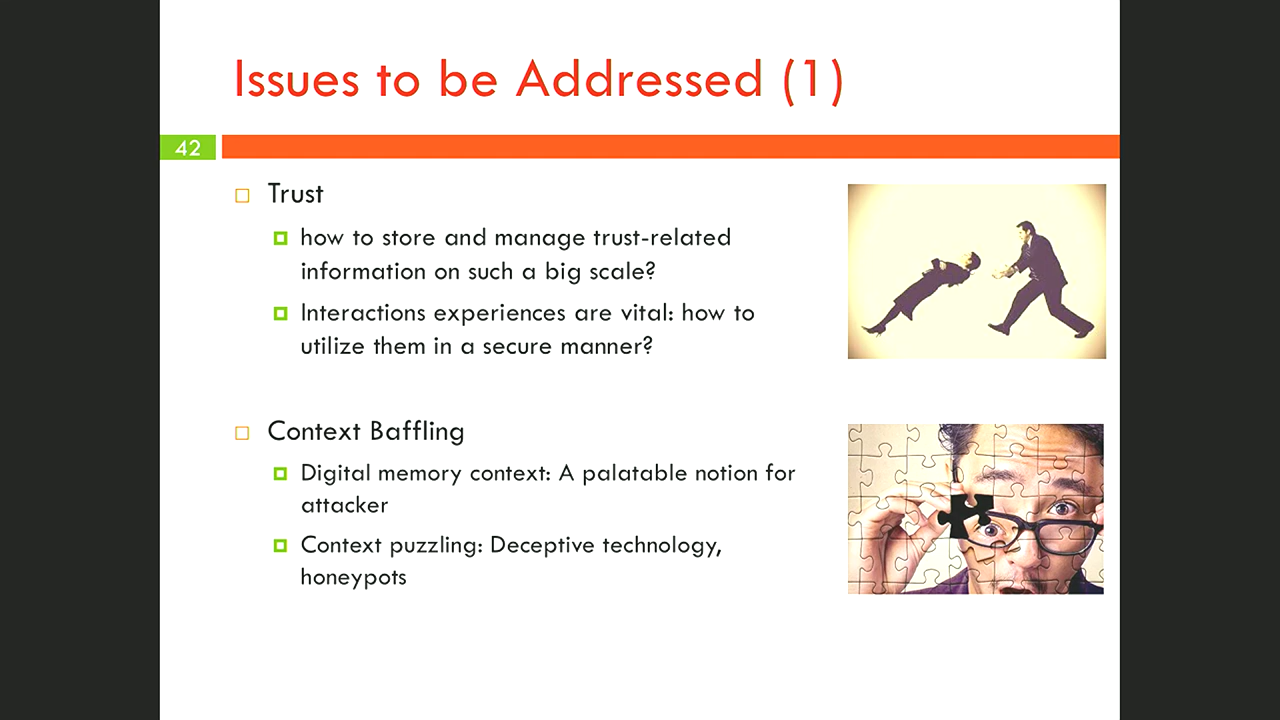 Issues to be Addressed (1)
42
Trust
how to store and manage trust-related
information on such a big scale?
Interactions experiences are vital: how to
utilize them in a secure manner?
Context Baffling
Digital memory context: A palatable notion for
attacker
Context puzzling: Deceptive technology,
honeypots